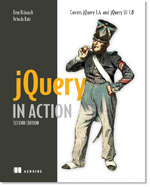 Bear Bibeault
Yehuda Katz
Covers jQuery 1.4 and jQuery UI 1.8
jQuery
IN ACTION
SECOND EDITION
MANNING